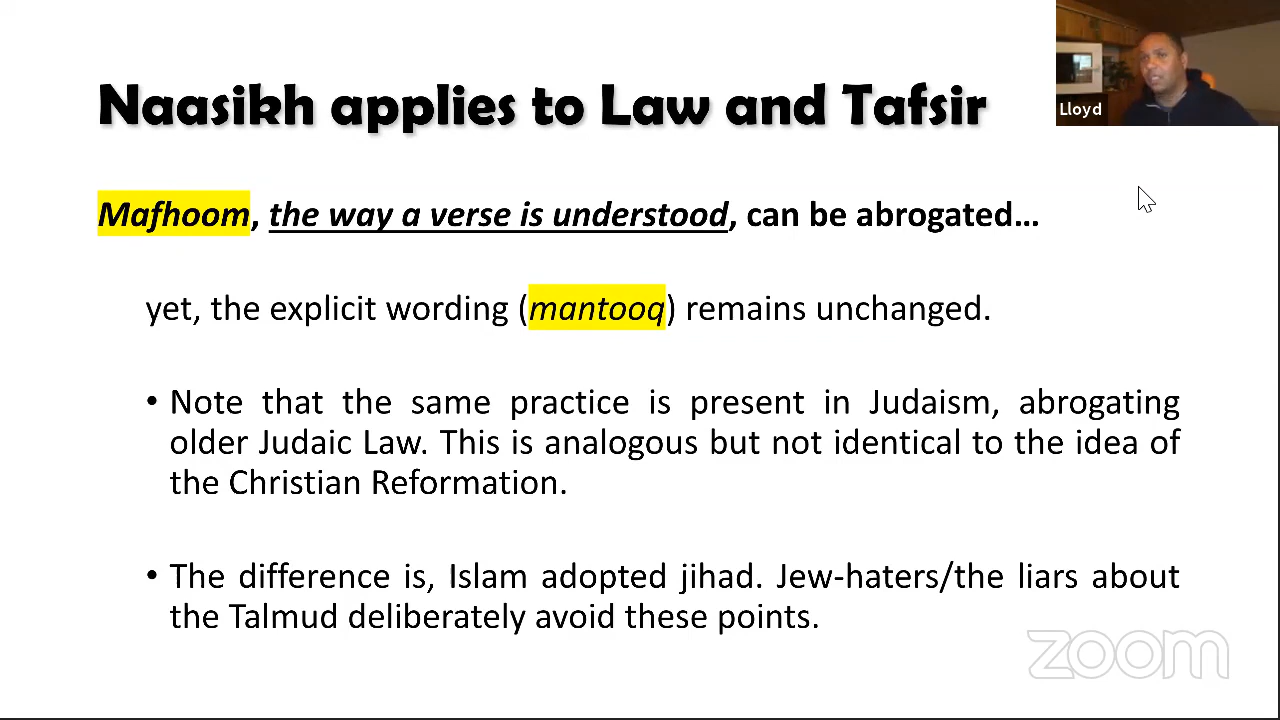 Naasikh applies to Law and Tafsir
Lloyd
Mafhoom, the way a verse is understood, can be abrogated…
yet, the explicit wording (mantooq) remains unchanged.
• Note that the same practice is present in Judaism, abrogating
older Judaic Law. This is analogous but not identical to the idea of
the Christian Reformation.
• The difference is, Islam adopted jihad. Jew-haters/the liars about
the Talmud deliberately avoid these points.
zoom